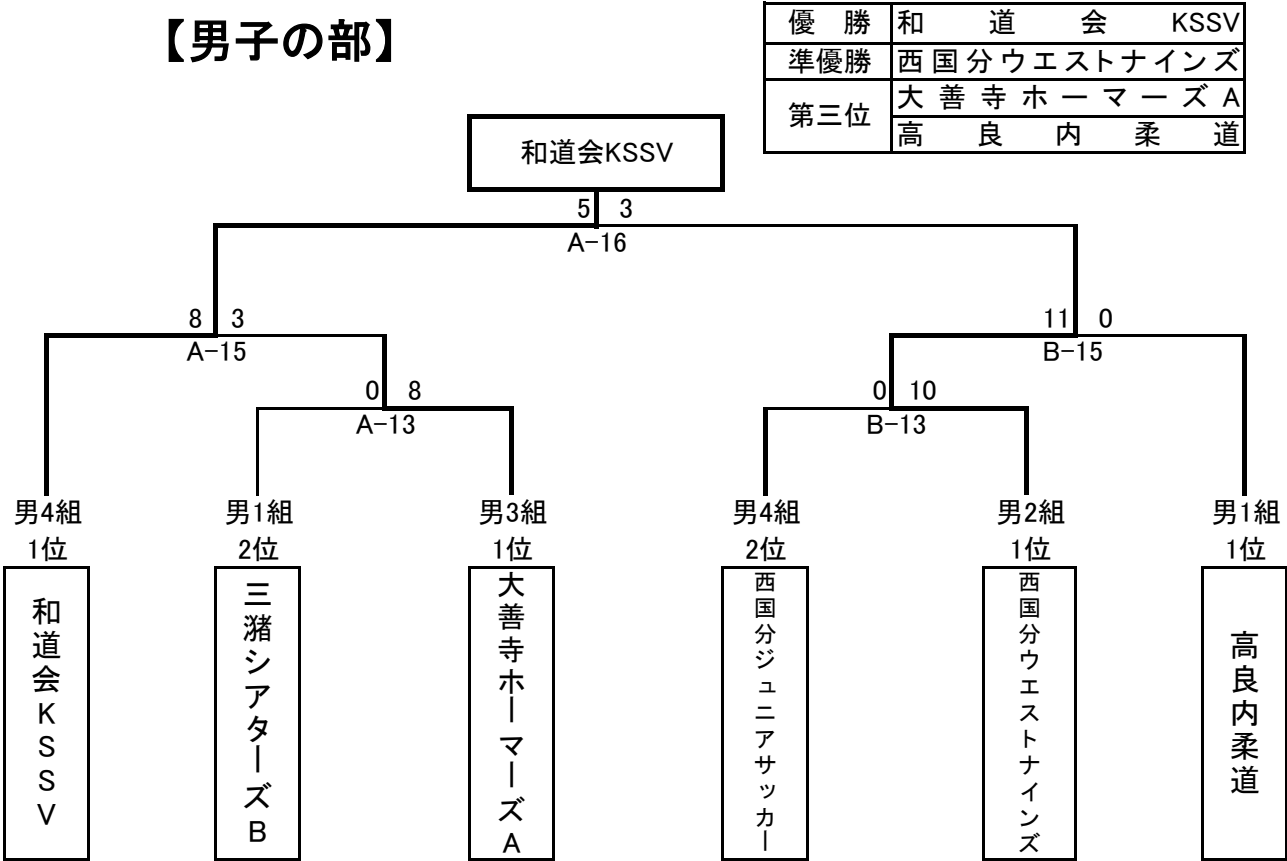 【男子の部】
優勝 和道会KSSV
準優勝 西国分ウエストナインズ
第三位 大善寺ホーマーズA
高良内柔道
和道会KSSV
5 3
A-16
8 3
A-15
11 0
B-15
0 8
A-13
0 10
B-13
男4組
1位
和道会KSSV
男1組
2位
三潴シアターズB
男3組
1位
大善寺ホーマーズA
男4組
2位
西国分ジュニアサッカー
男2組
1位
西国分ウエストナインズ
男1組
1位
高良内柔道